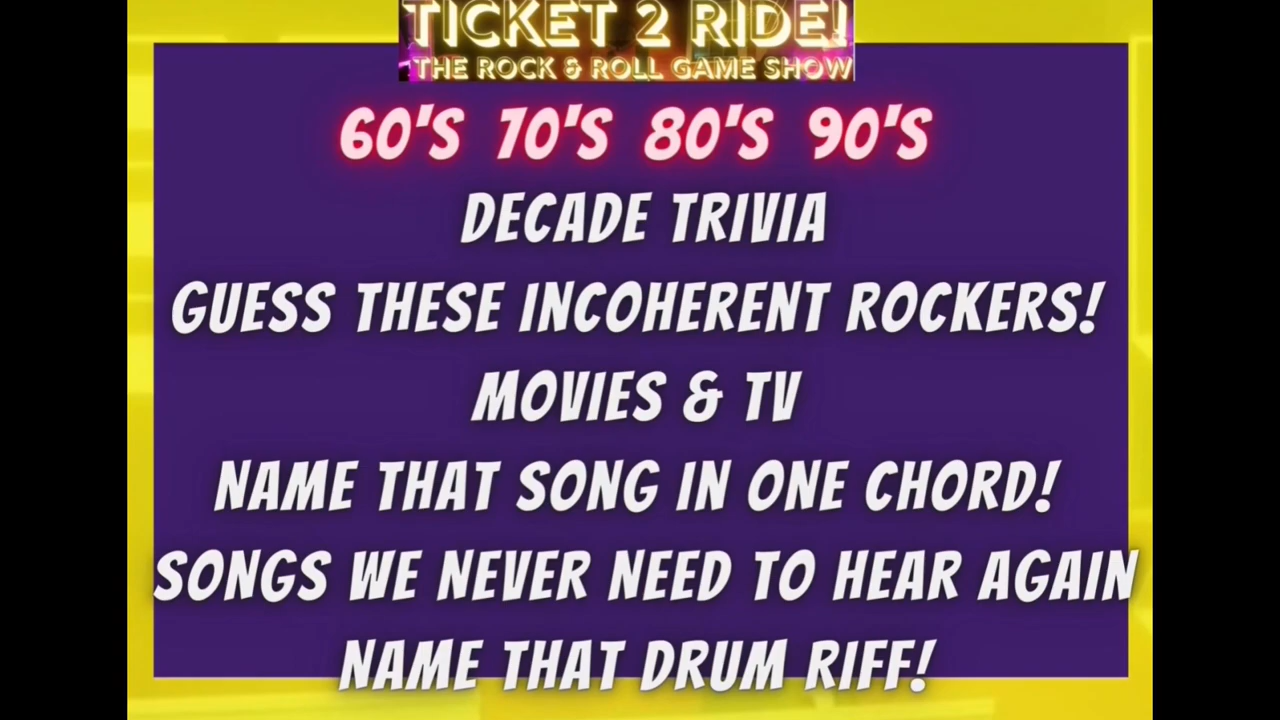 TICKET 2 RIDE!
THE ROCK & ROLL GAME SHOW
60'S 70'S 80'S 90'S
DECADE TRIVIA
GUESS THESE INCOHERENT ROCKERS!
MOVIES & TV
NAME THAT SONG IN ONE CHORD!
SONGS WE NEVER NEED TO HEAR AGAIN
NAME THAT DRUM RIFF!